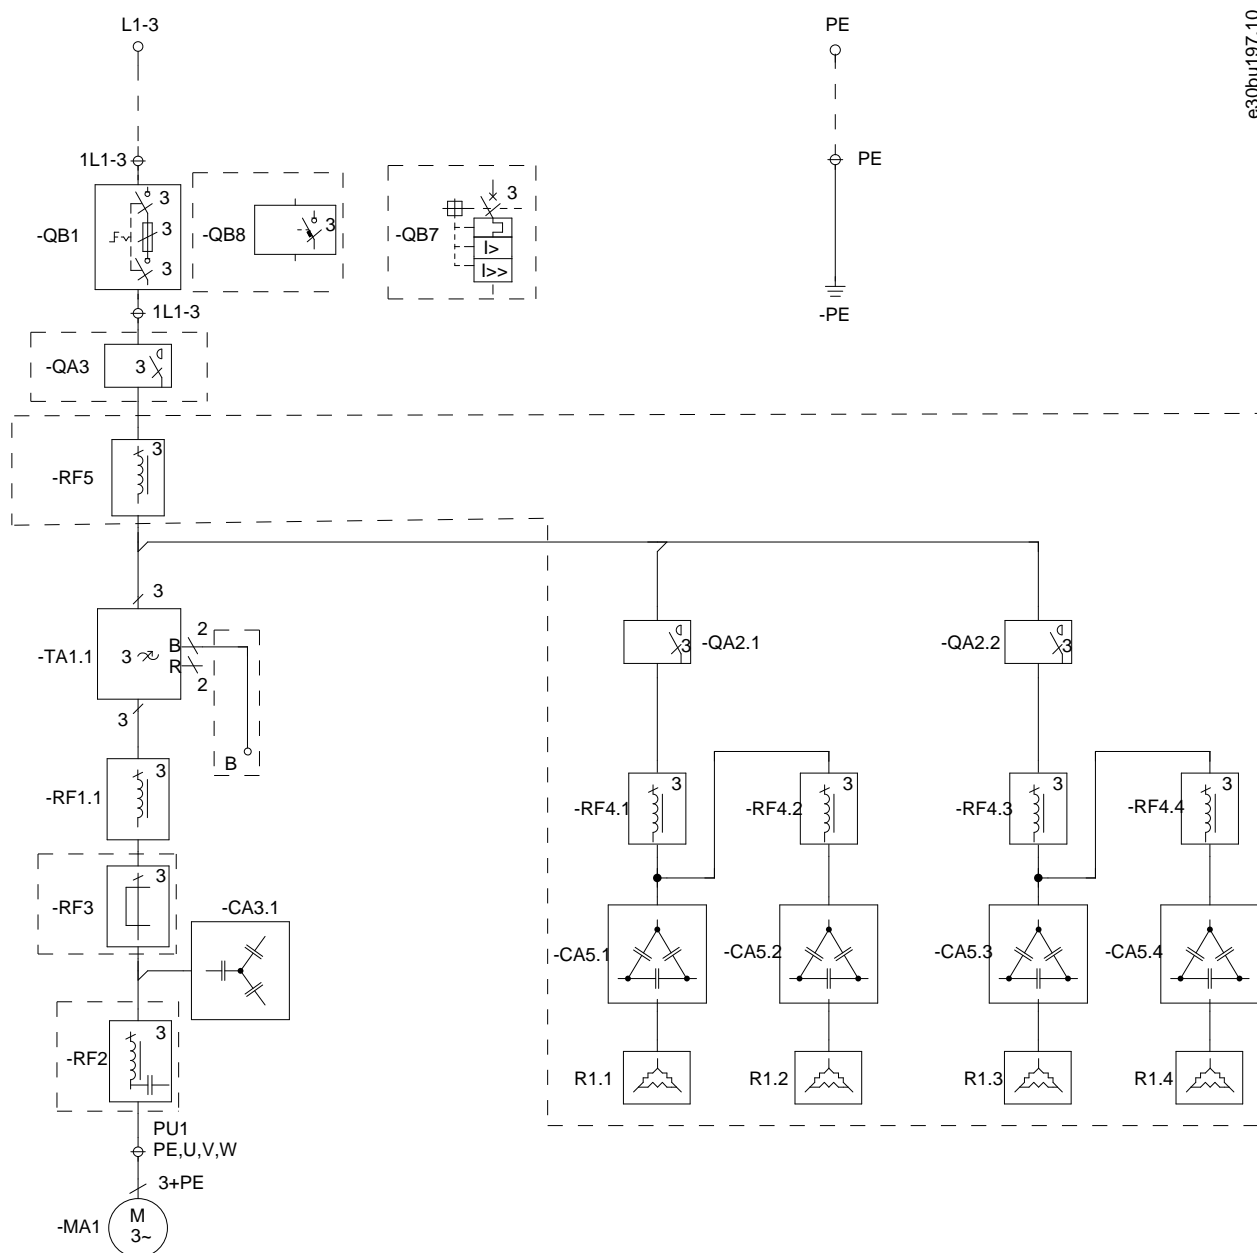 L1-3
PE
e30bu197.10
1L1-3
PE
3
-QB1
3
3
-QB8
3
-QB7
3
I>
I>>
1L1-3
-PE
-QA3
3
-RF5
3
3
-TA1.1
3
B
2
R
2
3
B
-QA2.1
3
-QA2.2
3
-RF1.1
3
-RF4.1
3
-RF4.2
3
-RF4.3
3
-RF4.4
3
-RF3
3
-CA3.1
-CA5.1
-CA5.2
-CA5.3
-CA5.4
-RF2
3
R1.1
R1.2
R1.3
R1.4
PU1
PE,U,V,W
3+PE
-MA1
M
3~